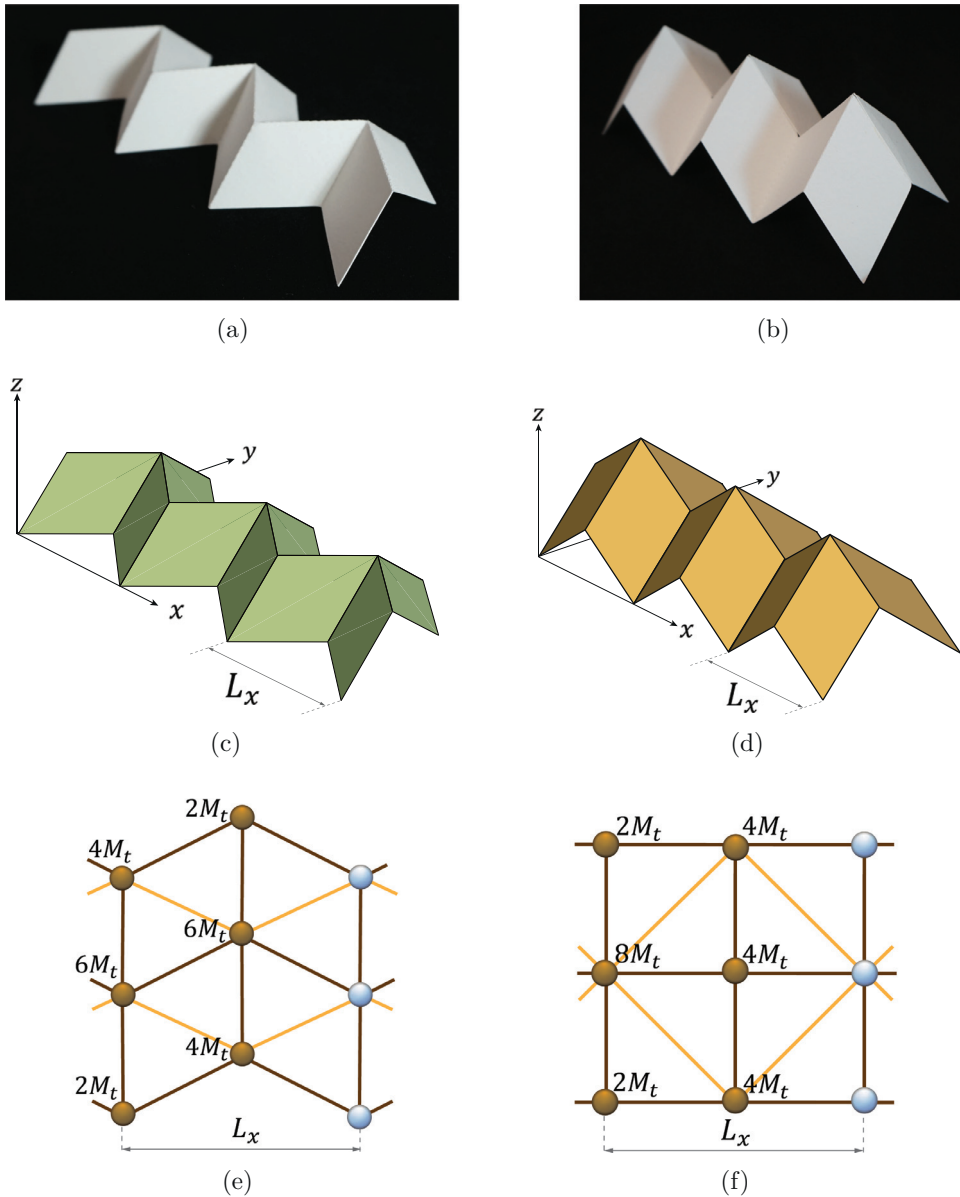 (a)
(b)
z
y
x
L_x
(c)
z
y
x
L_x
(d)
2M_t
4M_t
6M_t
6M_t
4M_t
2M_t
L_x
(e)
2M_t
4M_t
8M_t
4M_t
2M_t
4M_t
L_x
(f)